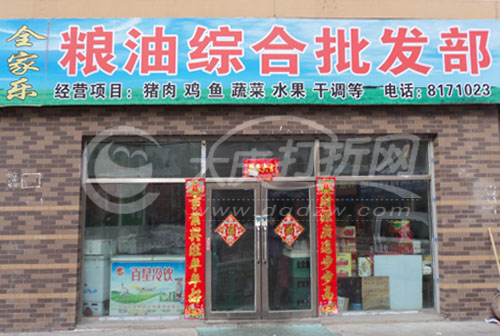 全家乐
粮油综合批发部
经营项目：猪肉 鸡 鱼 蔬菜 水果 干调等 电话：8171023
大庆打折网
www.dqdzw.com
百星冷饮